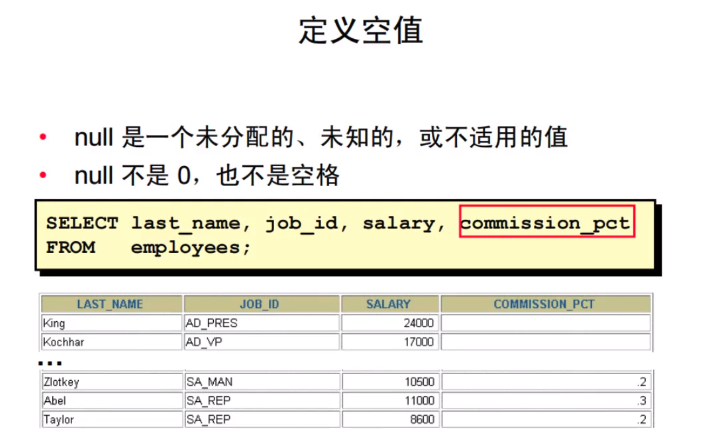 定义空值
• null 是一个未分配的、未知的，或不适用的值
• null 不是 0，也不是空格
SELECT last_name, job_id, salary, commission_pct
FROM employees;
LAST_NAME JOB_ID SALARY COMMISSION_PCT
King AD_PRES 24000
Kochhar AD_VP 17000
...
Zlotkey SA_MAN 10500 .2
Abel SA_REP 11000 .3
Taylor SA_REP 8600 .2